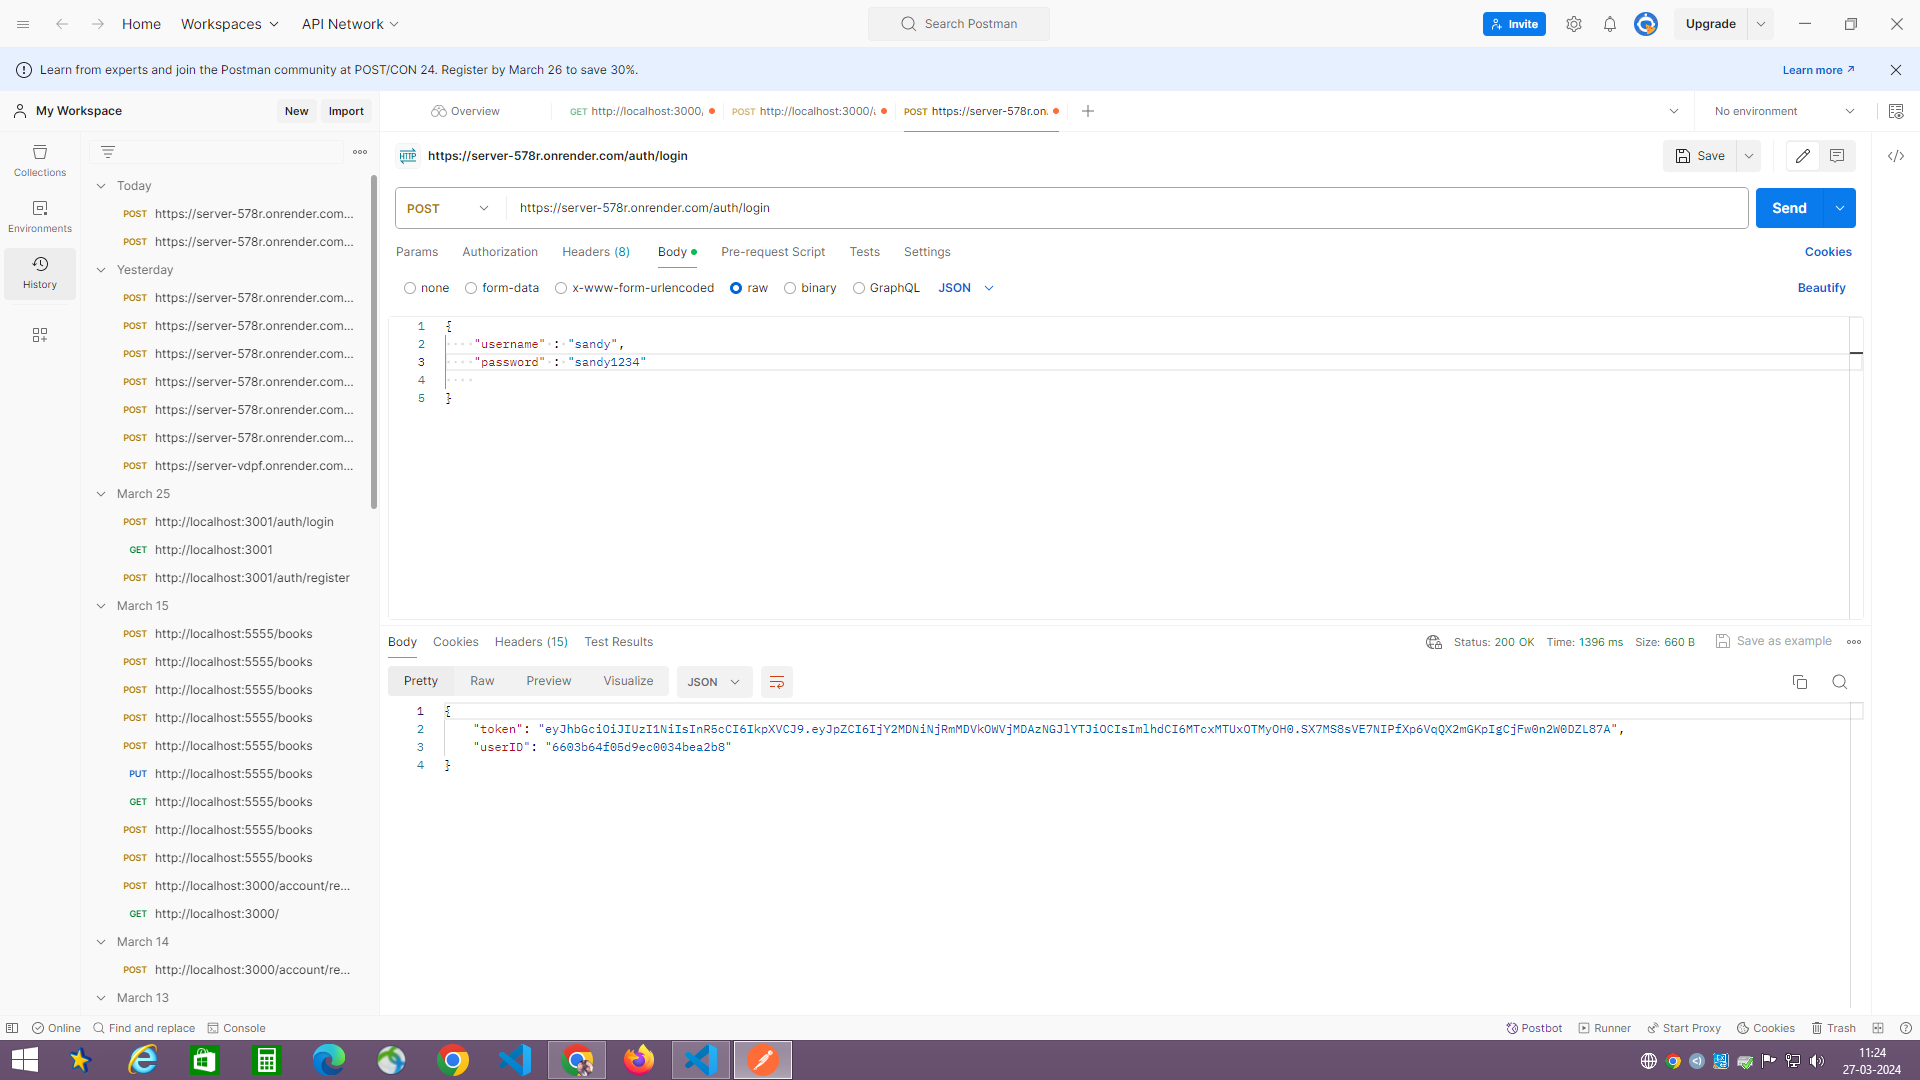 Home
Workspaces
API Network
Search Postman
Invite
Upgrade
Learn from experts and join the Postman community at POST/CON 24. Register by March 26 to save 30%.
Learn more
My Workspace
New
Import
Overview
GET http://localhost:3000/
POST http://localhost:3000/
POST https://server-578r.on
No environment
Collections
Environments
History
Today
POST https://server-578r.onrender.com...
POST https://server-578r.onrender.com...
Yesterday
POST https://server-578r.onrender.com...
POST https://server-578r.onrender.com...
POST https://server-578r.onrender.com...
POST https://server-578r.onrender.com...
POST https://server-578r.onrender.com...
POST https://server-578r.onrender.com...
POST https://server-vdpf.onrender.com...
March 25
POST http://localhost:3001/auth/login
GET http://localhost:3001
POST http://localhost:3001/auth/register
March 15
POST http://localhost:5555/books
POST http://localhost:5555/books
POST http://localhost:5555/books
POST http://localhost:5555/books
POST http://localhost:5555/books
PUT http://localhost:5555/books
GET http://localhost:5555/books
POST http://localhost:5555/books
POST http://localhost:5555/books
POST http://localhost:3000/account/re...
GET http://localhost:3000/
March 14
POST http://localhost:3000/account/re...
March 13
HTTP https://server-578r.onrender.com/auth/login
Save
POST https://server-578r.onrender.com/auth/login
Send
Params Authorization Headers (8) Body Pre-request Script Tests Settings
Cookies
none form-data x-www-form-urlencoded raw binary GraphQL JSON
Beautify
1 {
2 "username" : "sandy",
3 "password" : "sandy1234"
4
5 }
Body Cookies Headers (15) Test Results
Status: 200 OK Time: 1396 ms Size: 660 B
Save as example
Pretty Raw Preview Visualize JSON
1 {
2 "token": "eyJhbGciOiJIUzI1NiIsInR5cCI6IkpXVCJ9.eyJpZCI6IjY2MDNiNjRmMDVkOWVjMDAzNGJlYTJiOCIsImlhdCI6MTcxMTUxOTMyOH0.SX7MS8sVE7NIPfXp6VqQX2mGKpIgCjFw0n2W0DZL87A",
3 "userID": "6603b64f05d9ec0034bea2b8"
4 }
Online
Find and replace
Console
Postbot
Runner
Start Proxy
Cookies
Trash
11:24
27-03-2024